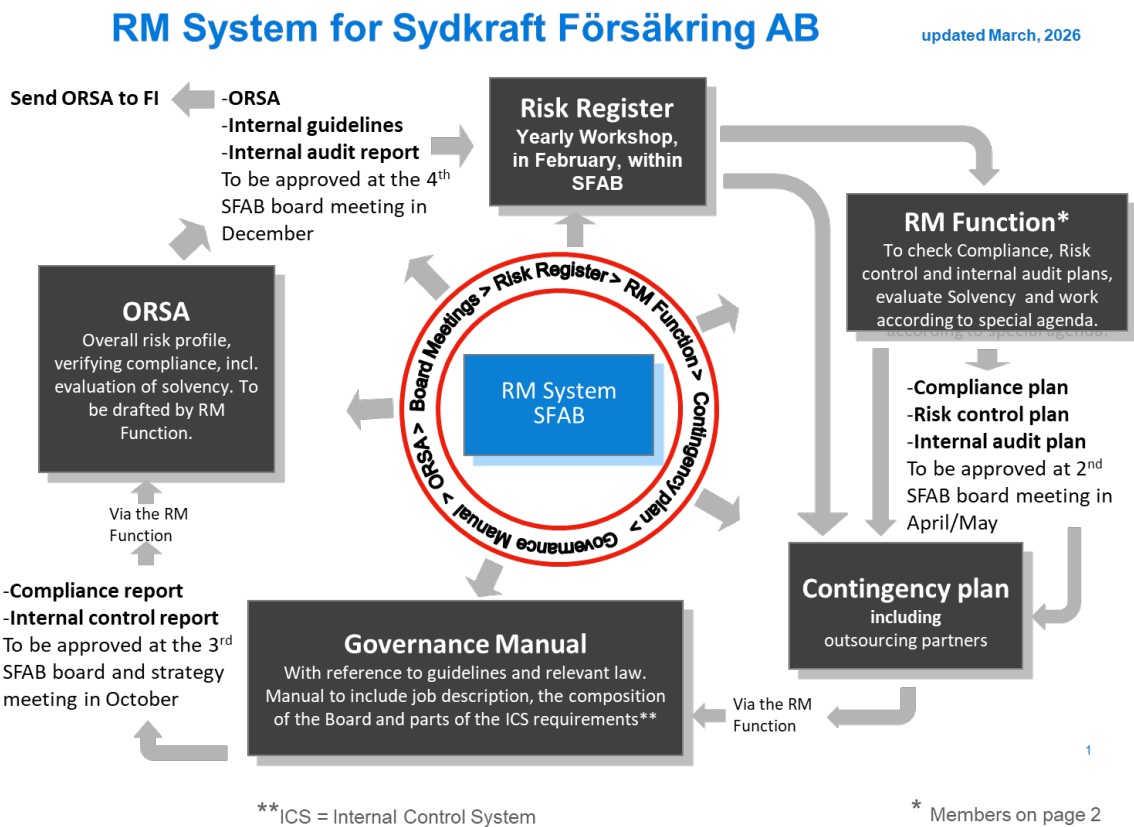 RM System for Sydkraft Försäkring AB
updated March, 2026
Send ORSA to FI
-ORSA
-Internal guidelines
-Internal audit report
To be approved at the 4th
SFAB board meeting in
December
Risk Register
Yearly Workshop,
in February, within
SFAB
RM Function*
To check Compliance, Risk
control and internal audit plans,
evaluate Solvency and work
according to special agenda.
ORSA
Overall risk profile,
verifying compliance, incl.
evaluation of solvency. To
be drafted by RM
Function.
Board Meetings > Risk Register > RM Function > Contingency plan > Governance Manual > ORSA >
RM System
SFAB
-Compliance plan
-Risk control plan
-Internal audit plan
To be approved at 2nd
SFAB board meeting in
April/May
Via the RM
Function
-Compliance report
-Internal control report
To be approved at the 3rd
SFAB board and strategy
meeting in October
Contingency plan
including
outsourcing partners
Governance Manual
With reference to guidelines and relevant law.
Manual to include job description, the composition
of the Board and parts of the ICS requirements**
Via the RM
Function
1
**ICS = Internal Control System
* Members on page 2